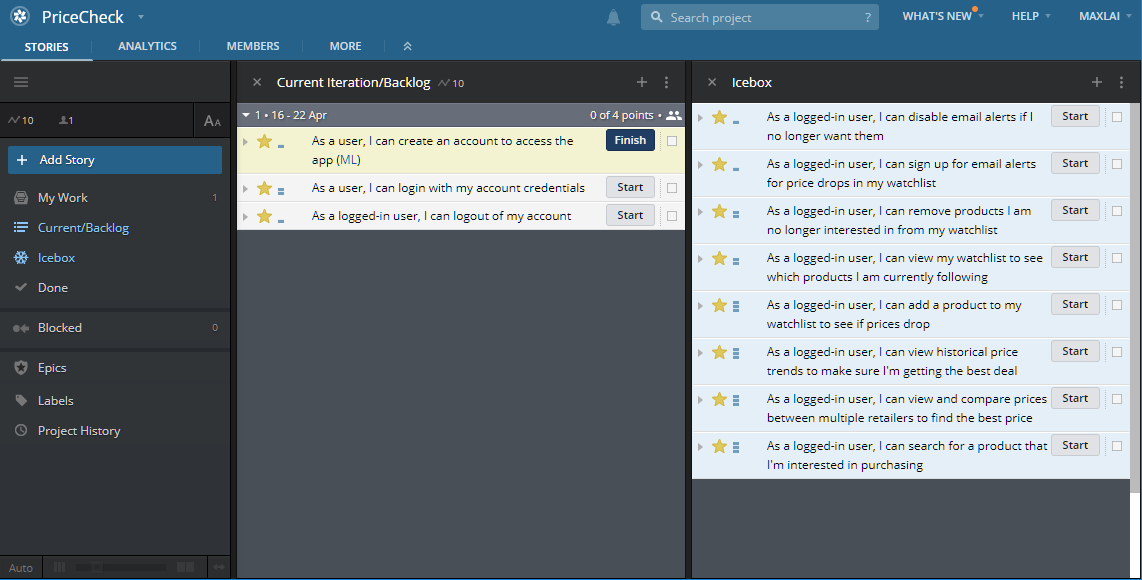 PriceCheck
Search project ?
WHAT'S NEW
HELP
MAXLAI
STORIES
ANALYTICS
MEMBERS
MORE
10
1
AA
+ Add Story
My Work 1
Current/Backlog
Icebox
Done
Blocked 0
Epics
Labels
Project History
Auto
Current Iteration/Backlog 10
1 • 16 - 22 Apr 0 of 4 points •
As a user, I can create an account to access the Finish
app (ML)
As a user, I can login with my account credentials Start
As a logged-in user, I can logout of my account Start
Icebox
As a logged-in user, I can disable email alerts if I Start
no longer want them
As a logged-in user, I can sign up for email alerts Start
for price drops in my watchlist
As a logged-in user, I can remove products I am Start
no longer interested in from my watchlist
As a logged-in user, I can view my watchlist to see Start
which products I am currently following
As a logged-in user, I can add a product to my Start
watchlist to see if prices drop
As a logged-in user, I can view historical price Start
trends to make sure I'm getting the best deal
As a logged-in user, I can view and compare prices Start
between multiple retailers to find the best price
As a logged-in user, I can search for a product that Start
I'm interested in purchasing